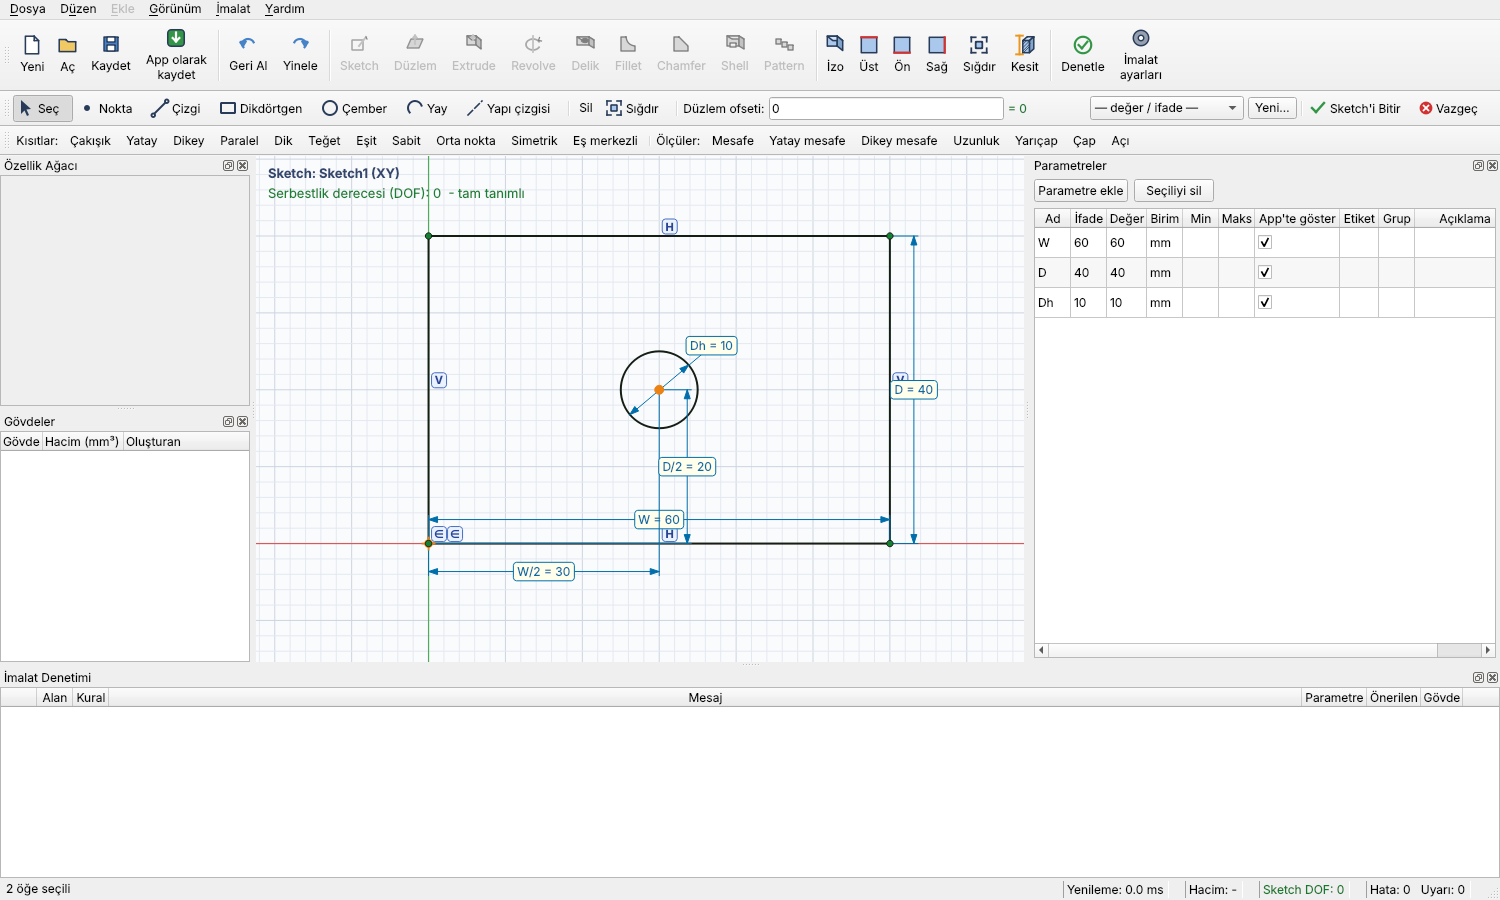 Dosya Düzen Ekle Görünüm İmalat Yardım
Yeni Aç Kaydet App olarak kaydet Geri Al Yinele Sketch Düzlem Extrude Revolve Delik Fillet Chamfer Shell Pattern İzo Üst Ön Sağ Sığdır Kesit Denetle İmalat ayarları
Seç Nokta Çizgi Dikdörtgen Çember Yay Yapı çizgisi Sil Sığdır Düzlem ofseti: 0 = 0 — değer / ifade — Yeni... Sketch'i Bitir Vazgeç
Kısıtlar: Çakışık Yatay Dikey Paralel Dik Teğet Eşit Sabit Orta nokta Simetrik Eş merkezli Ölçüler: Mesafe Yatay mesafe Dikey mesafe Uzunluk Yarıçap Çap Açı
Özellik Ağacı
Gövdeler
Gövde Hacim (mm³) Oluşturan
Sketch: Sketch1 (XY)
Serbestlik derecesi (DOF): 0 - tam tanımlı
H
Dh = 10
V
D = 40
D/2 = 20
W = 60
∈ ∈ H
W/2 = 30
Parametreler
Parametre ekle Seçiliyi sil
Ad İfade Değer Birim Min Maks App'te göster Etiket Grup Açıklama
W 60 60 mm
D 40 40 mm
Dh 10 10 mm
İmalat Denetimi
Alan Kural Mesaj Parametre Önerilen Gövde
2 öğe seçili Yenileme: 0.0 ms Hacim: - Sketch DOF: 0 Hata: 0 Uyarı: 0